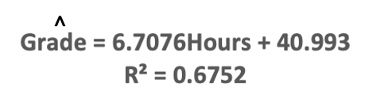 ^
Grade = 6.7076Hours + 40.993
R² = 0.6752